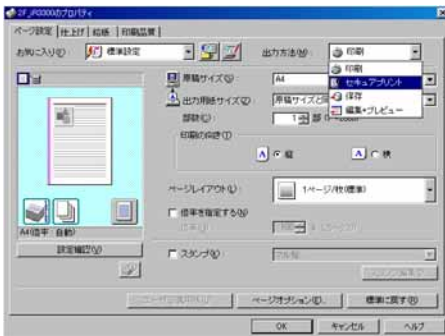 2F_iP3000のプロパティ
ページ設定 仕上げ 給紙 印刷品質
お気に入り(F): 標準設定 出力方法(M): 印刷
印刷
セキュアプリント
保存
編集+プレビュー
原稿サイズ(S): A4
出力用紙サイズ(Z): 原稿サイズと
部数(C): 1 部
印刷の向き(T)
A 縦 A 横
ページレイアウト(L): 1ページ/枚(標準)
倍率を指定する(N)
A4(倍率:自動)
設定確認(V)
スタンプ(K):
ページオプション(E)... 標準に戻す(R)
OK キャンセル ヘルプ